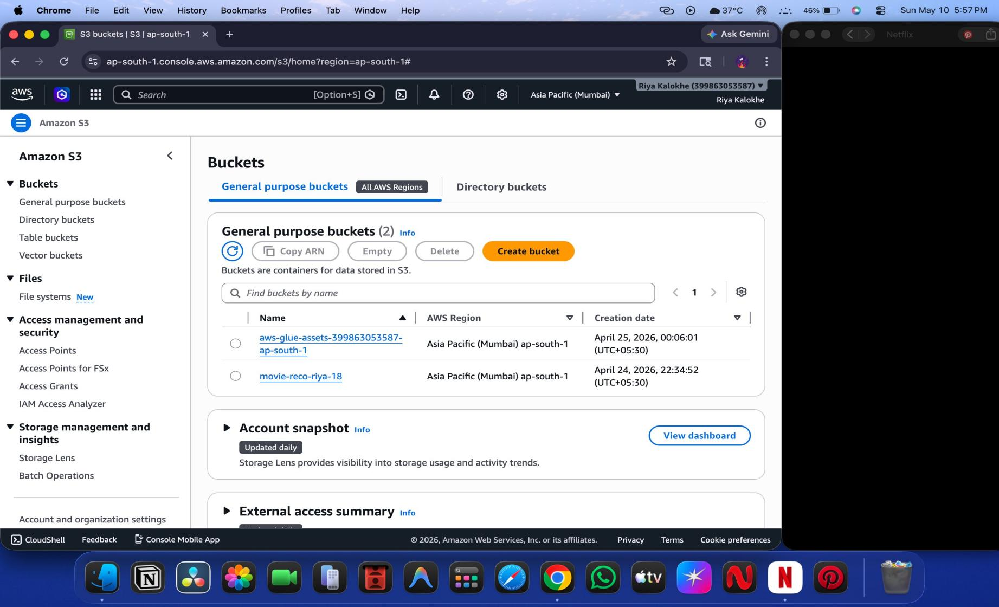 Chrome File Edit View History Bookmarks Profiles Tab Window Help 37°C 46% Sun May 10 5:57 PM
S3 buckets | S3 | ap-south-1
Ask Gemini
Netflix
ap-south-1.console.aws.amazon.com/s3/home?region=ap-south-1#
aws
Search [Option+S]
Asia Pacific (Mumbai)
Riya Kalokhe (399863053587)
Riya Kalokhe
Amazon S3
Amazon S3
Buckets
General purpose buckets
Directory buckets
Table buckets
Vector buckets
Files
File systems New
Access management and
security
Access Points
Access Points for FSx
Access Grants
IAM Access Analyzer
Storage management and
insights
Storage Lens
Batch Operations
Account and organization settings
Buckets
General purpose buckets All AWS Regions Directory buckets
General purpose buckets (2) Info
Copy ARN Empty Delete Create bucket
Buckets are containers for data stored in S3.
Find buckets by name
1
Name AWS Region Creation date
aws-glue-assets-399863053587-
ap-south-1
Asia Pacific (Mumbai) ap-south-1
April 25, 2026, 00:06:01
(UTC+05:30)
movie-reco-riya-18
Asia Pacific (Mumbai) ap-south-1
April 24, 2026, 22:34:52
(UTC+05:30)
Account snapshot Info
Updated daily
View dashboard
Storage Lens provides visibility into storage usage and activity trends.
External access summary Info
CloudShell Feedback Console Mobile App © 2026, Amazon Web Services, Inc. or its affiliates. Privacy Terms Cookie preferences
tv